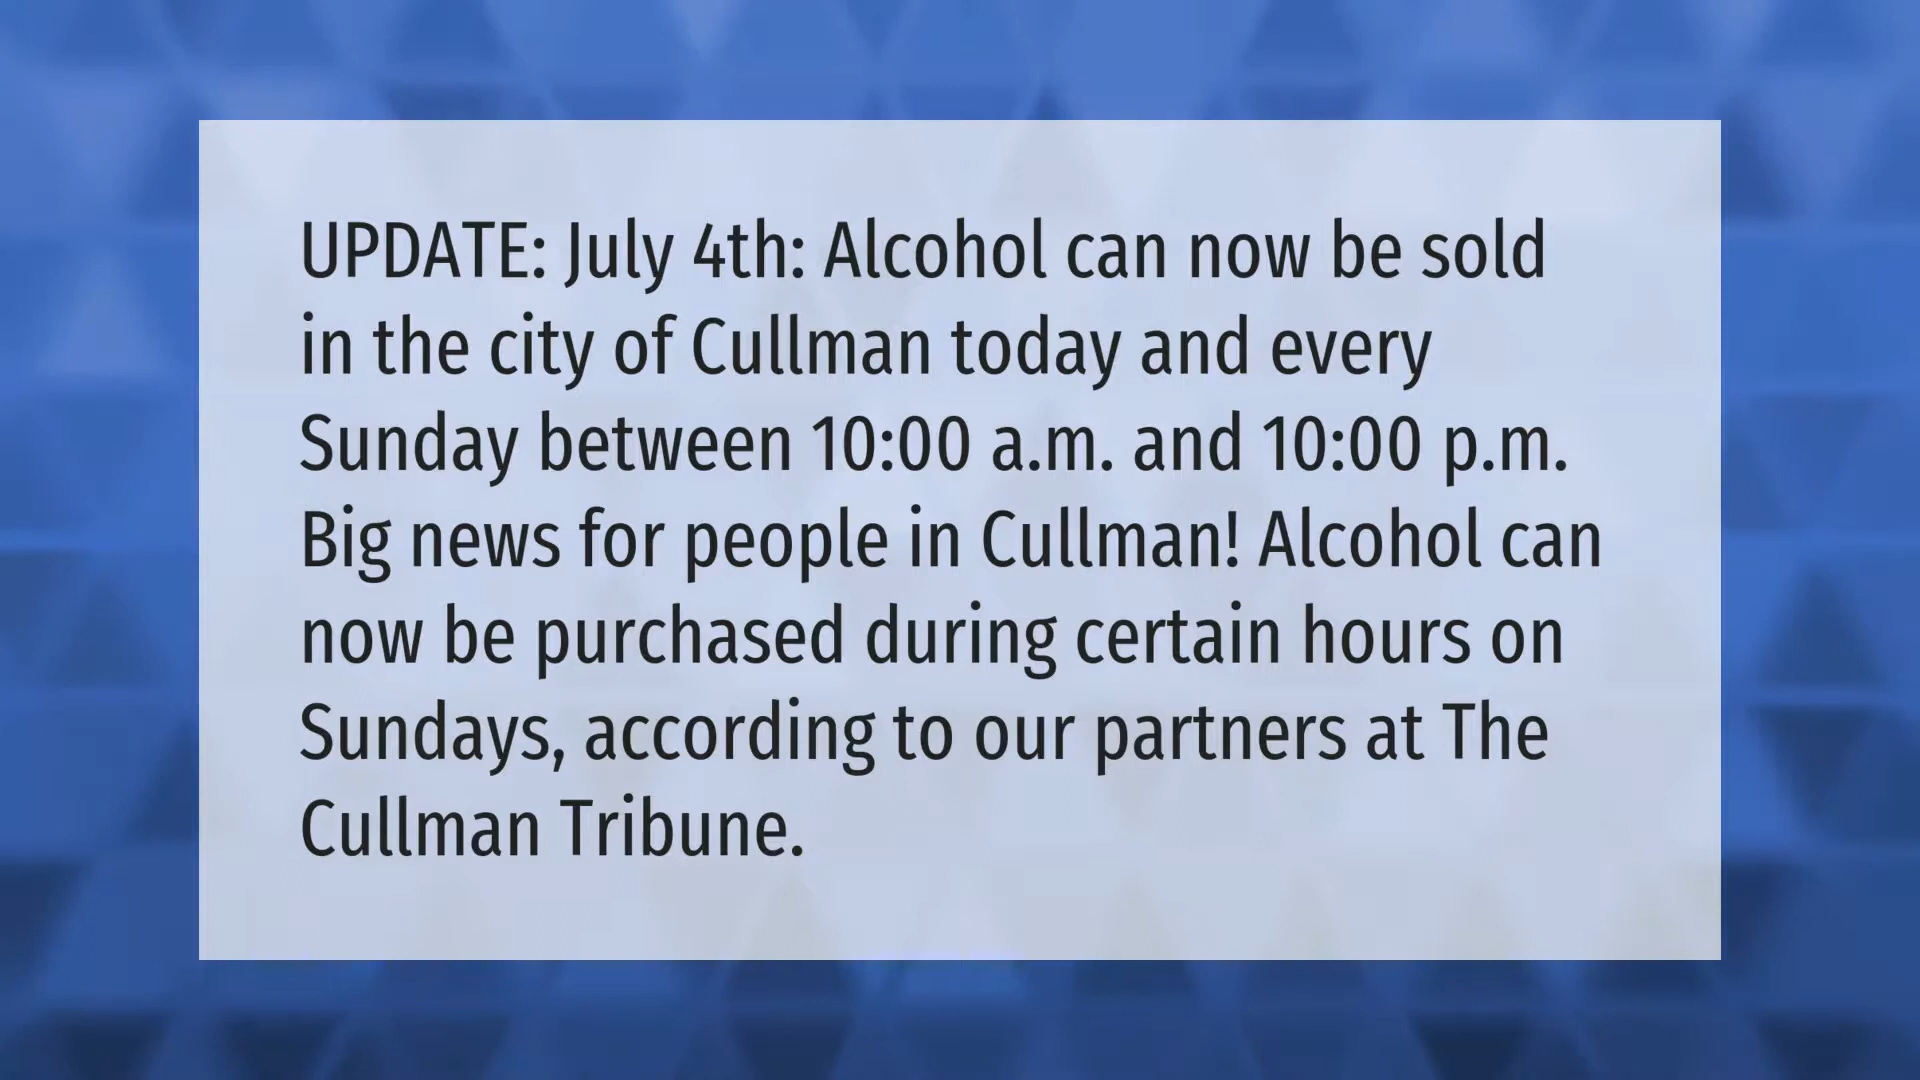 UPDATE: July 4th: Alcohol can now be sold
in the city of Cullman today and every
Sunday between 10:00 a.m. and 10:00 p.m.
Big news for people in Cullman! Alcohol can
now be purchased during certain hours on
Sundays, according to our partners at The
Cullman Tribune.